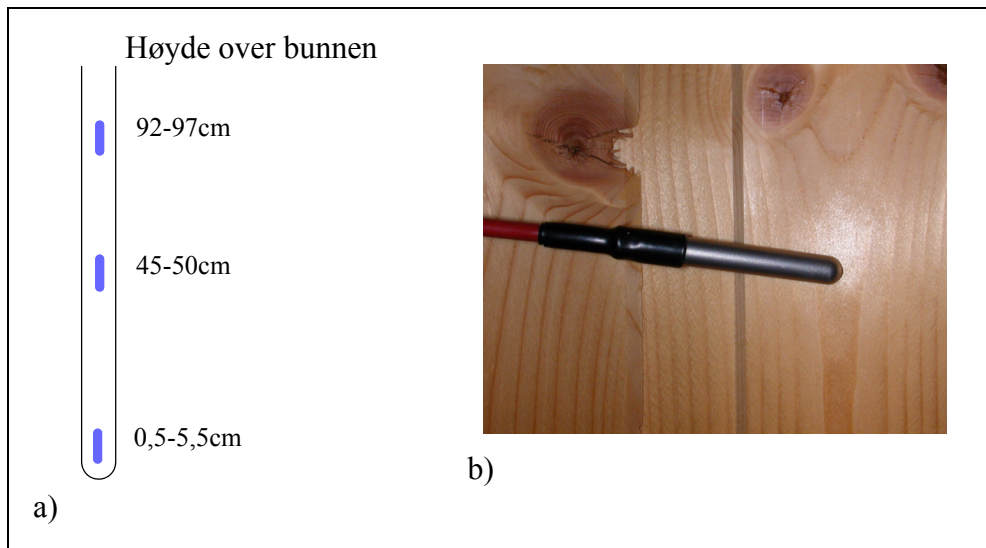 Høyde over bunnen
92-97cm
45-50cm
0,5-5,5cm
a)
b)